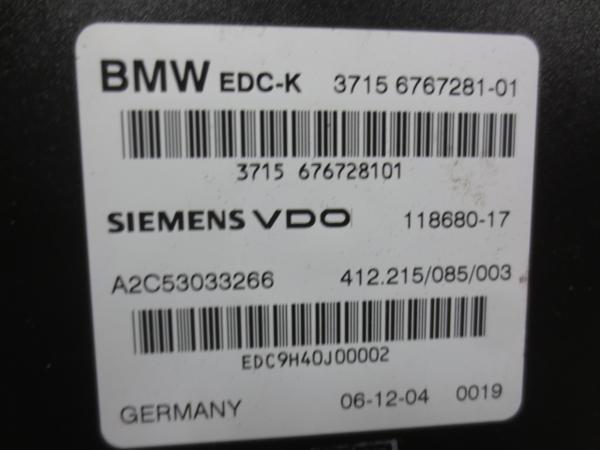 BMW EDC-K 3715 6767281-01
3715 676728101
SIEMENS VDO 118680-17
A2C53033266 412.215/085/003
EDC9H40J00002
GERMANY 06-12-04 0019